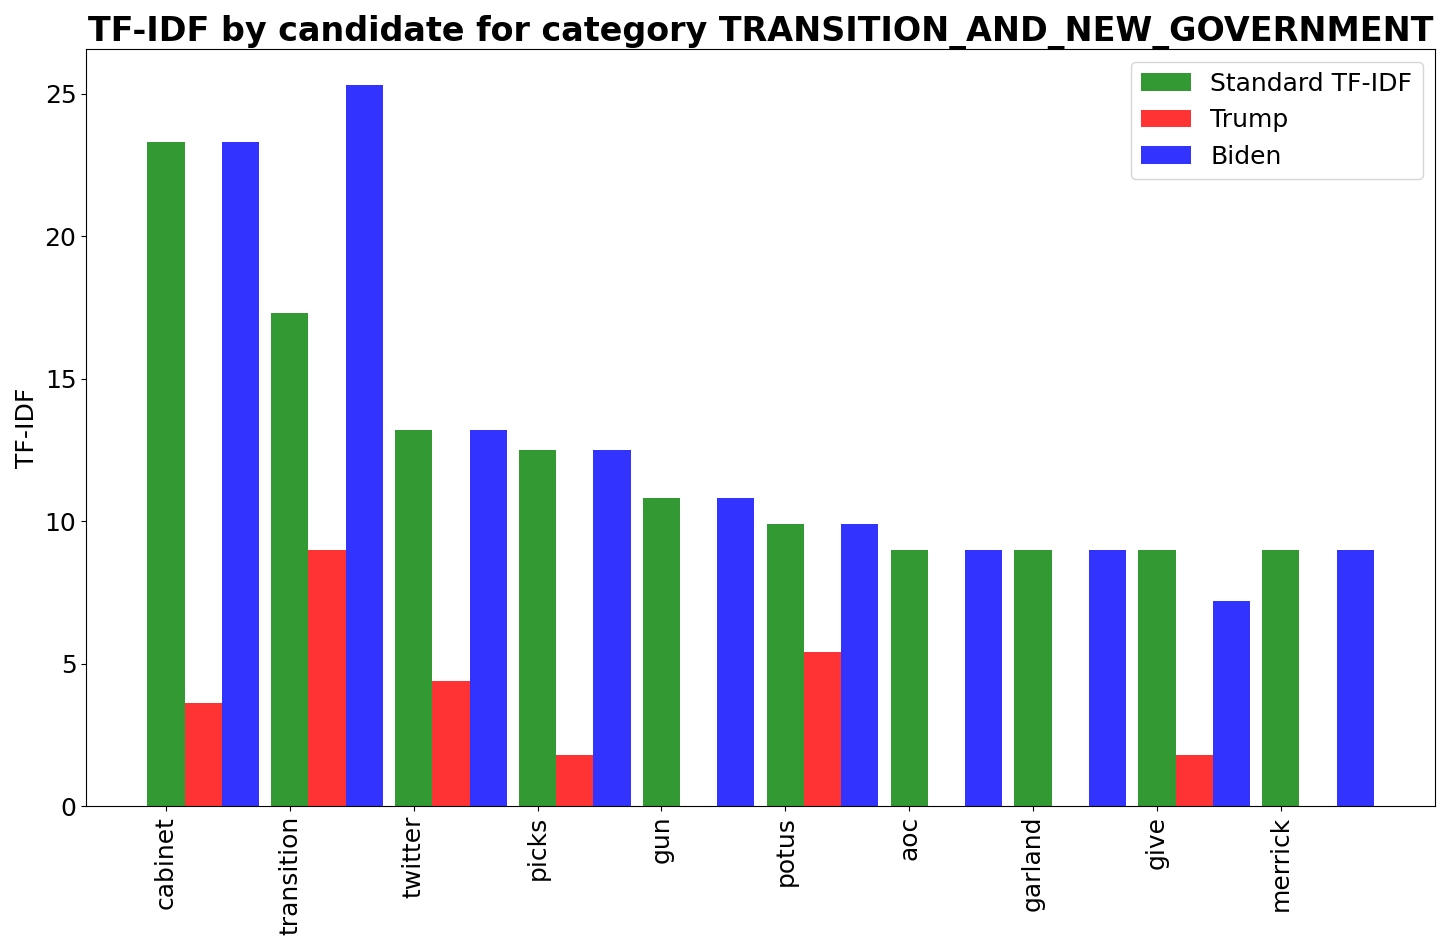 TF-IDF by candidate for category TRANSITION_AND_NEW_GOVERNMENT
Standard TF-IDF
Trump
Biden
TF-IDF
25
20
15
10
5
0
cabinet
transition
twitter
picks
gun
potus
aoc
garland
give
merrick